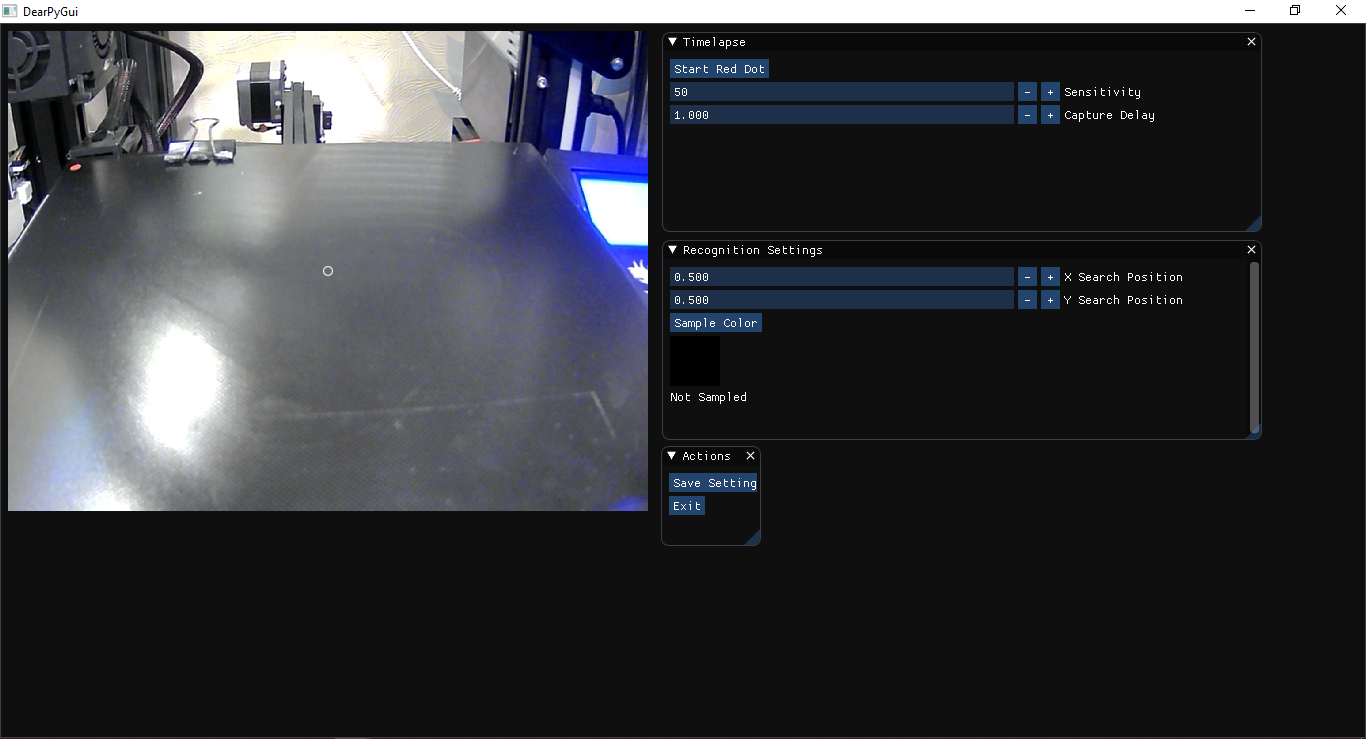 DearPyGui
Timelapse
Start Red Dot
50 - + Sensitivity
1.000 - + Capture Delay
Recognition Settings
0.500 - + X Search Position
0.500 - + Y Search Position
Sample Color
Not Sampled
Actions
Save Setting
Exit